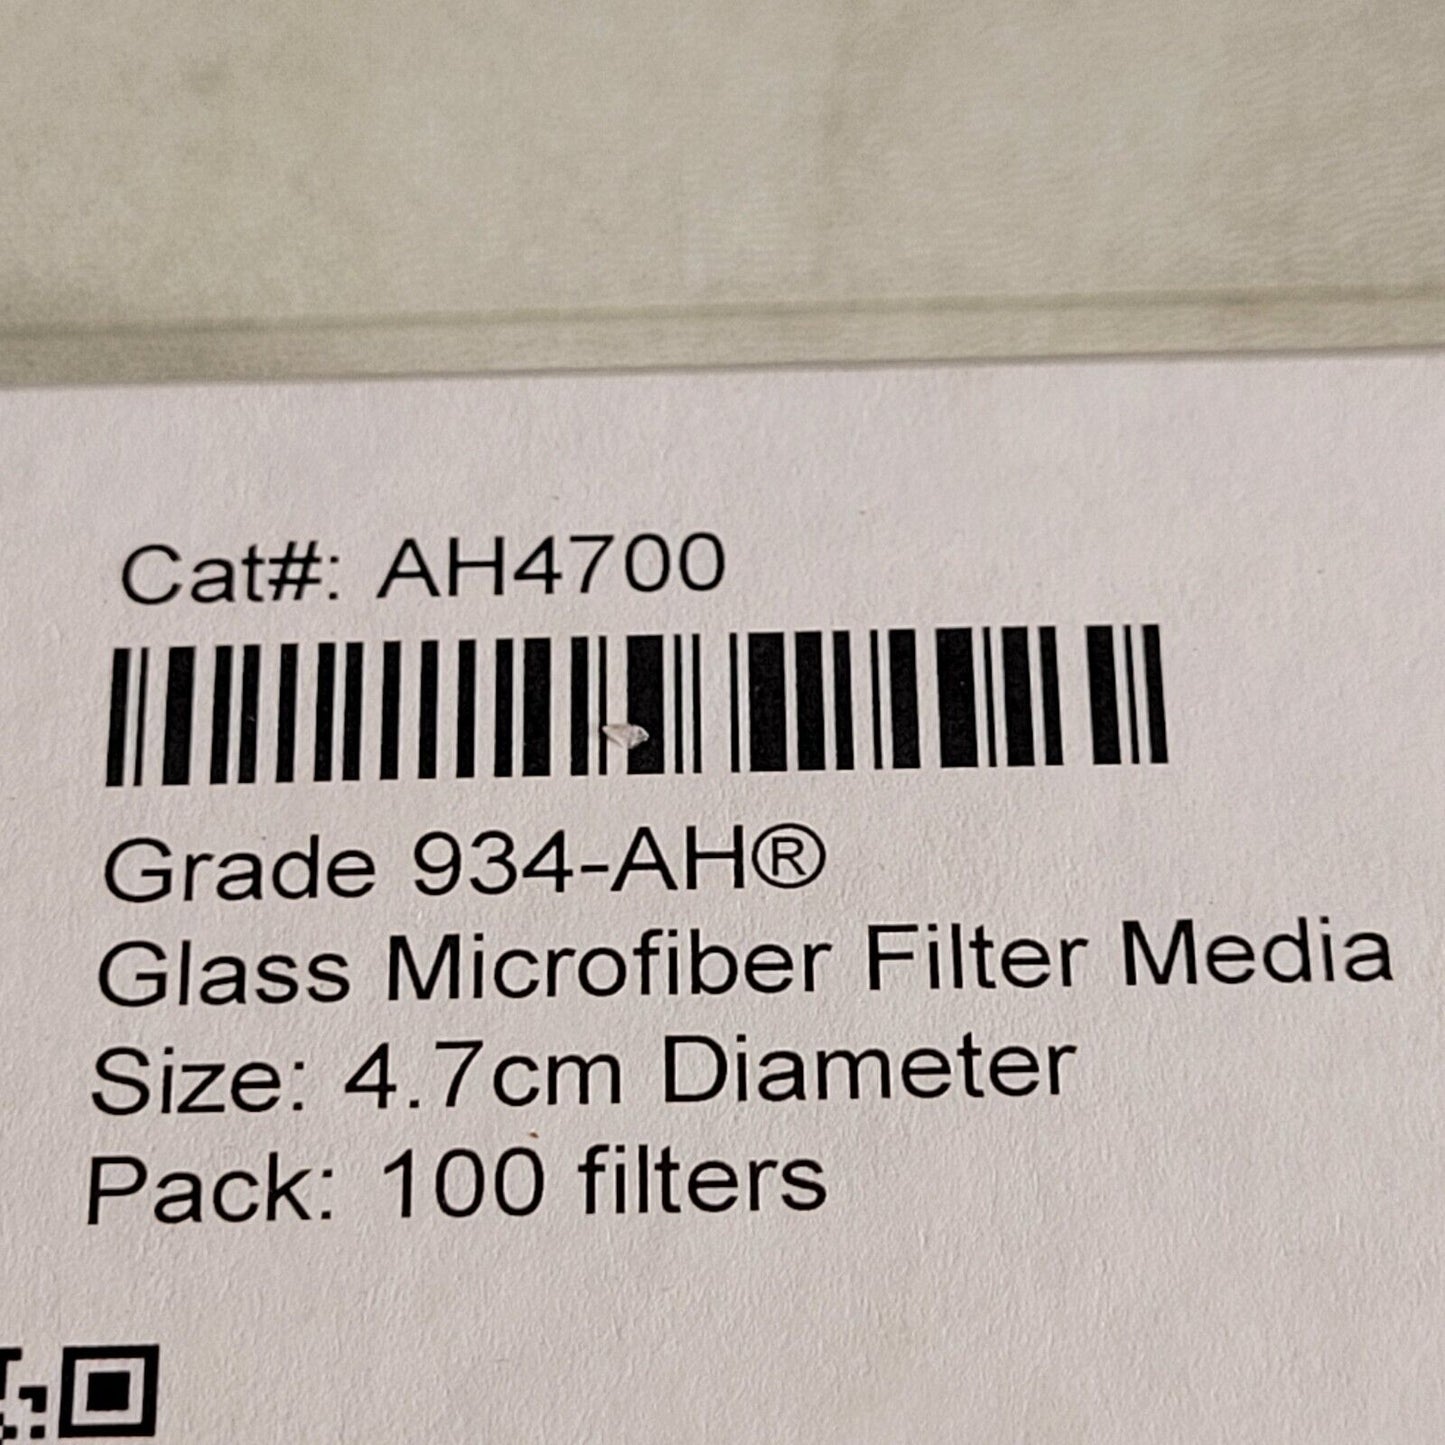 Cat#: AH4700
Grade 934-AH®
Glass Microfiber Filter Media
Size: 4.7cm Diameter
Pack: 100 filters